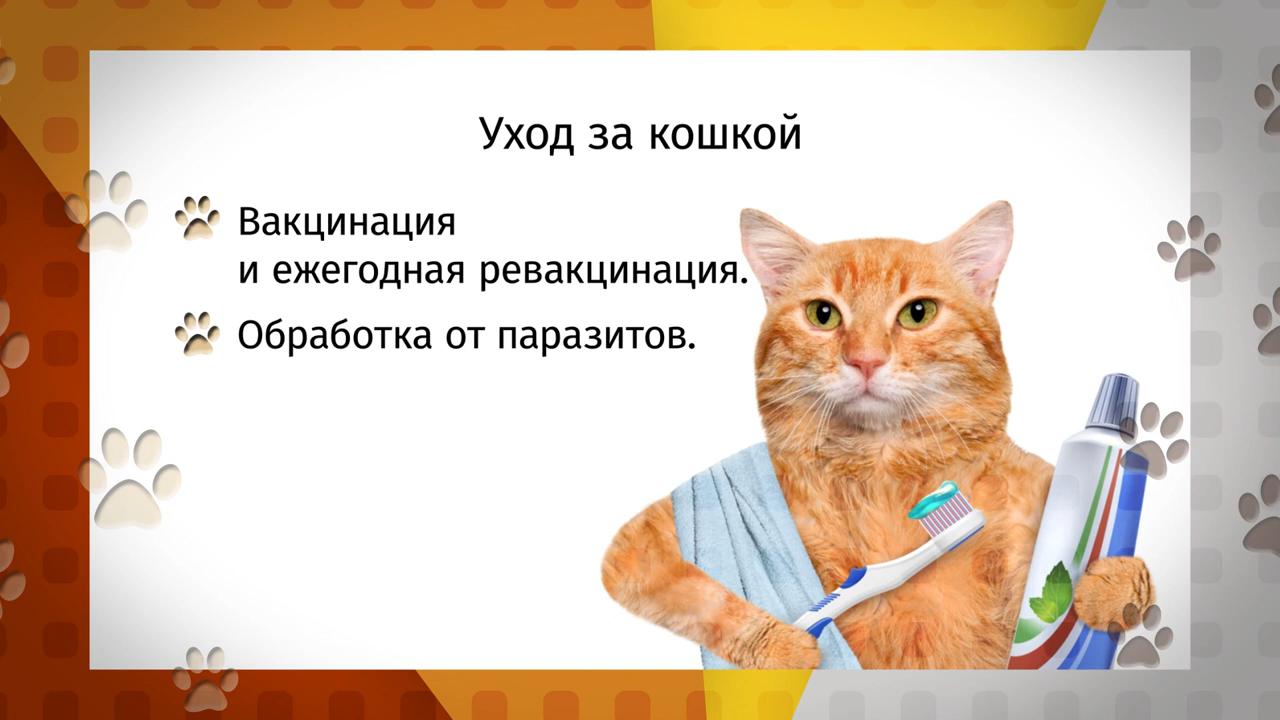 Уход за кошкой
Вакцинация
и ежегодная ревакцинация.
Обработка от паразитов.